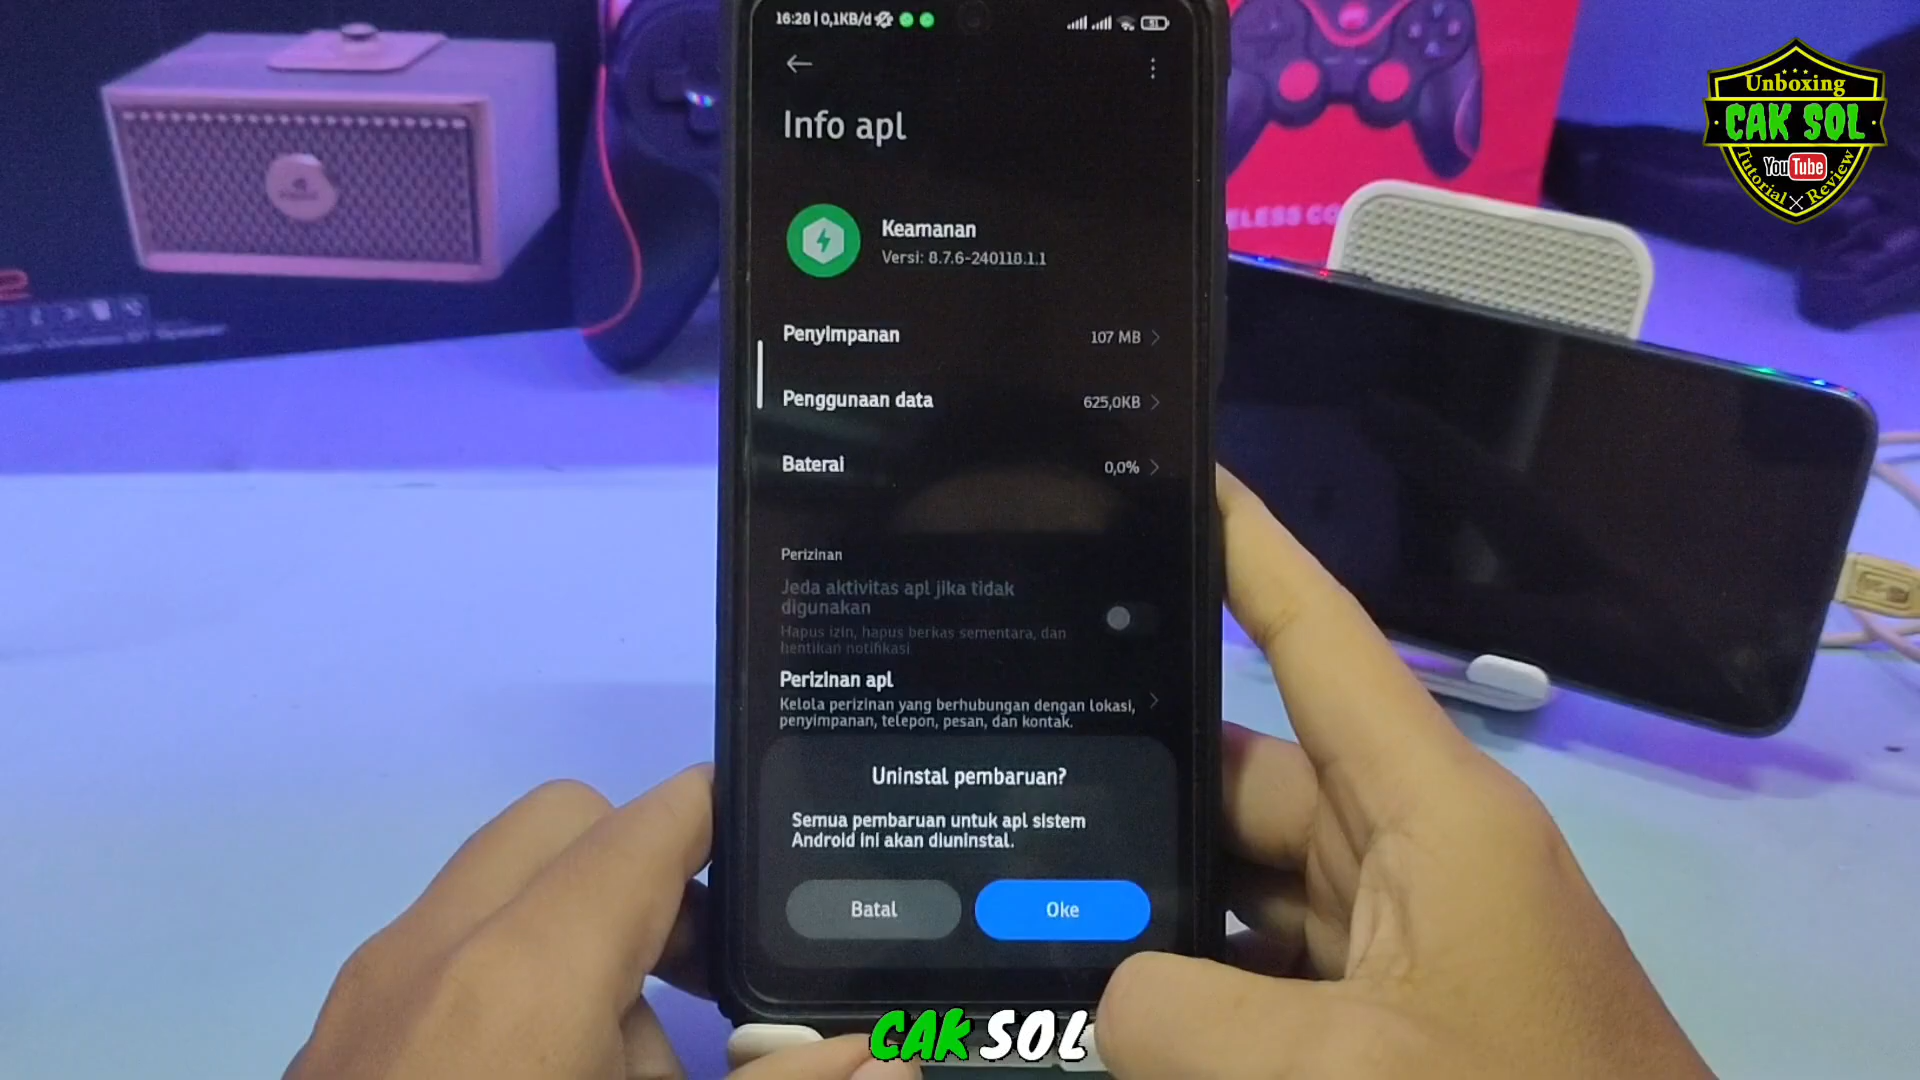 16:28 | 0,1KB/d
51
Info apl
Keamanan
Versi: 8.7.6-240118.1.1
Penyimpanan
107 MB
Penggunaan data
625,0KB
Baterai
0,0%
Perizinan
Jeda aktivitas apl jika tidak
digunakan
Hapus izin, hapus berkas sementara, dan
hentikan notifikasi
Perizinan apl
Kelola perizinan yang berhubungan dengan lokasi,
penyimpanan, telepon, pesan, dan kontak.
Uninstal pembaruan?
Semua pembaruan untuk apl sistem
Android ini akan diuninstal.
Batal
Oke
Unboxing
CAK SOL
YouTube
Tutorial X Review
ELESS CO
CAK SOL